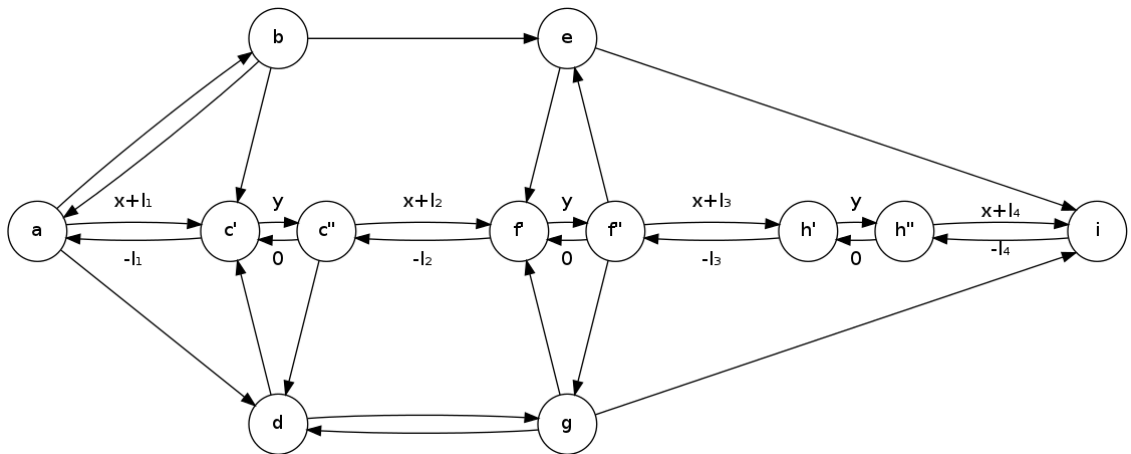 b
e
x+l₁
y
x+l₂
y
x+l₃
y
x+l₄
a
c'
c"
f'
f"
h'
h"
i
-l₁
0
-l₂
0
-l₃
0
-l₄
d
g